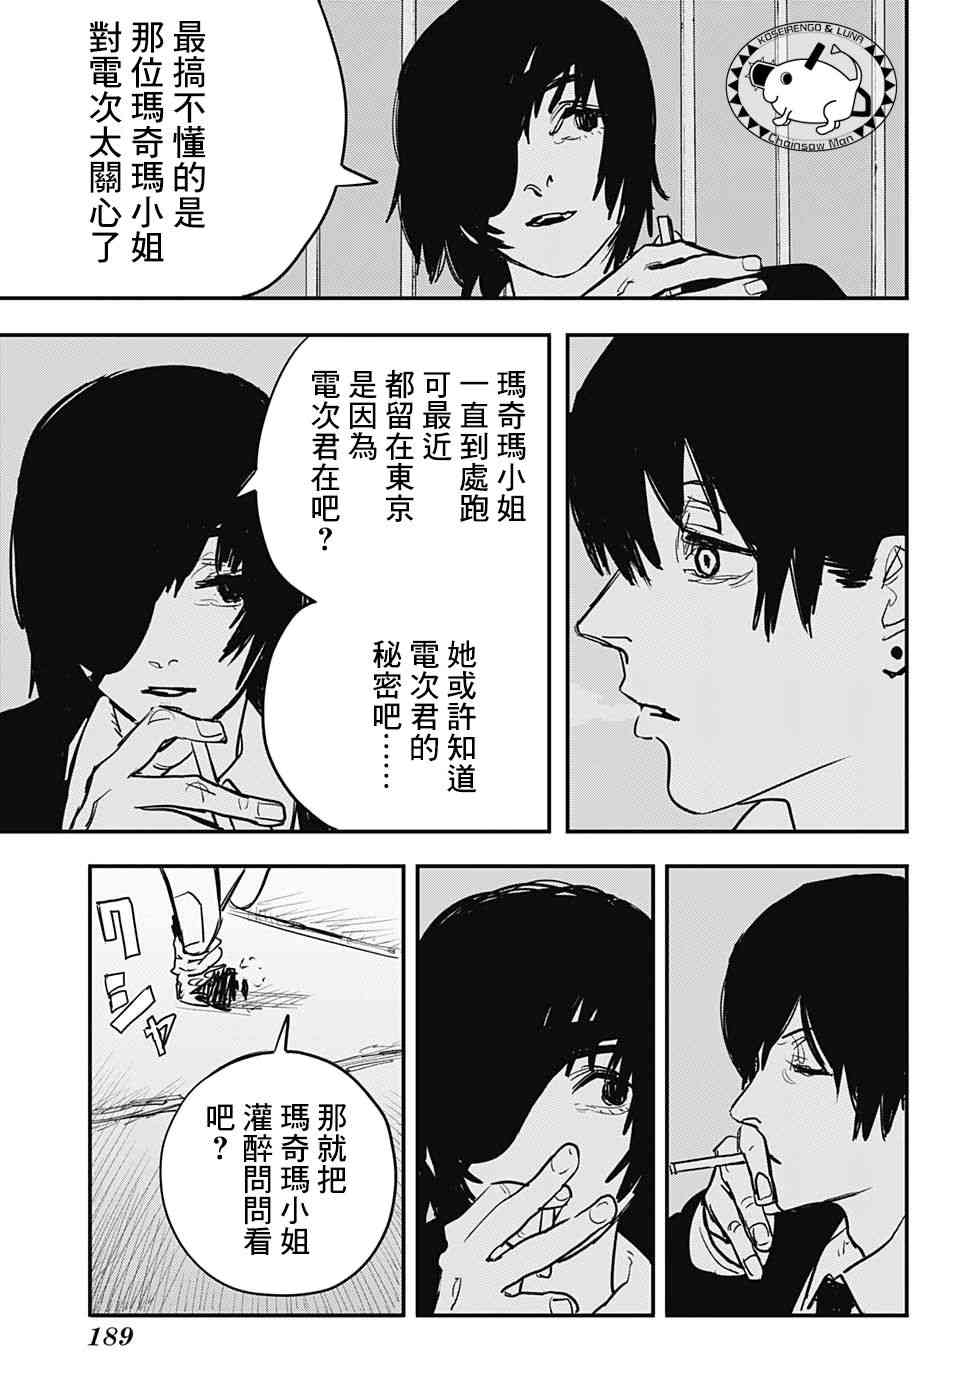 KOSEIRENGO & LUNA
Chainsaw Man
最搞不懂的是
那位瑪奇瑪小姐
對電次太關心了
瑪奇瑪小姐
一直到處跑
可最近
都留在東京
是因為
電次君在吧?
她或許知道
電次君的
秘密吧……
クシャ
那就把
瑪奇瑪小姐
灌醉問問看
吧?
189